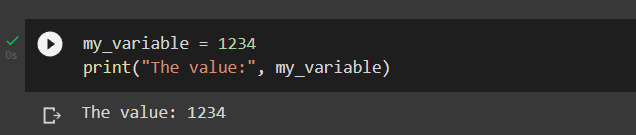 my_variable = 1234
0s
print("The value:", my_variable)
The value: 1234